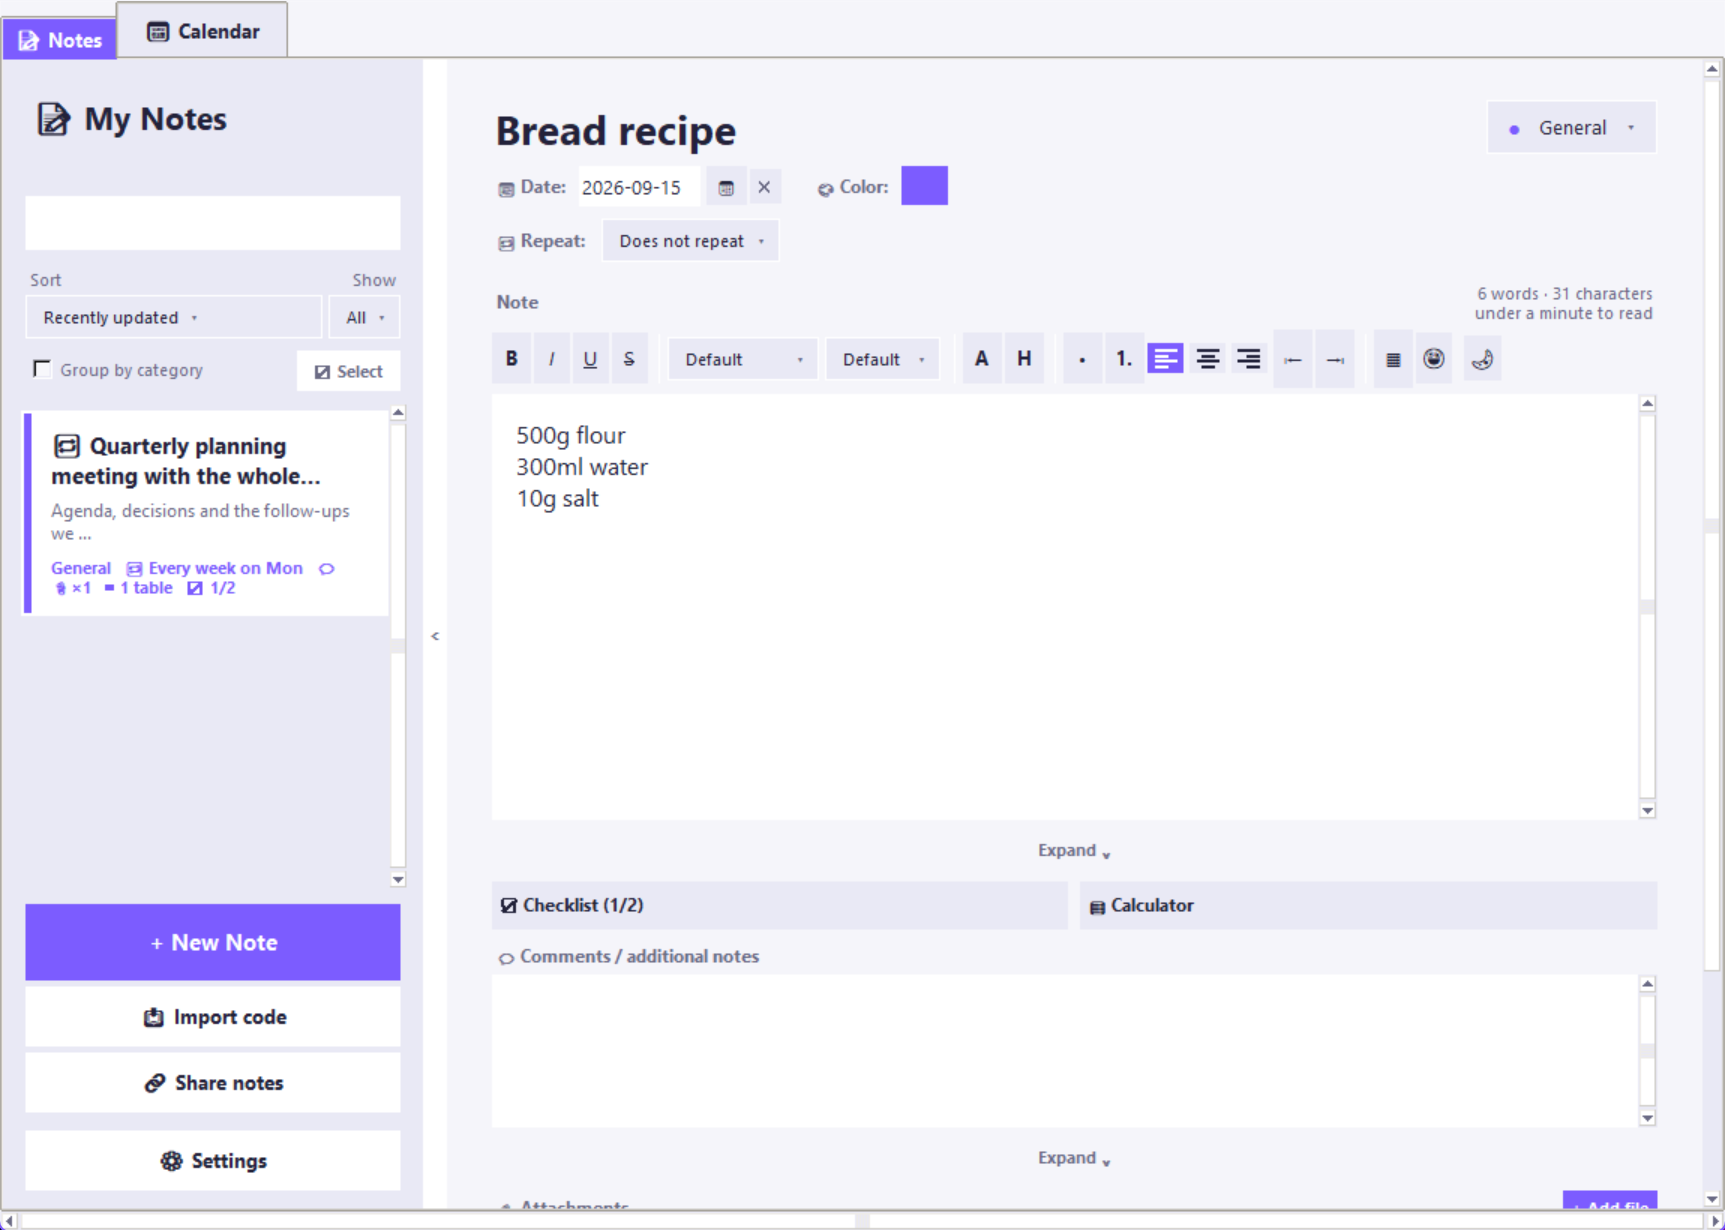 Notes
Calendar
My Notes
Sort
Show
Recently updated
All
Group by category
Select
Quarterly planning
meeting with the whole...
Agenda, decisions and the follow-ups
we ...
General Every week on Mon
×1 1 table 1/2
+ New Note
Import code
Share notes
Settings
<
Bread recipe
General
Date: 2026-09-15
Color:
Repeat: Does not repeat
Note
6 words · 31 characters
under a minute to read
B I U S Default Default A H • 1.
500g flour
300ml water
10g salt
Expand
Checklist (1/2)
Calculator
Comments / additional notes
Expand
Attachments
+ Add file